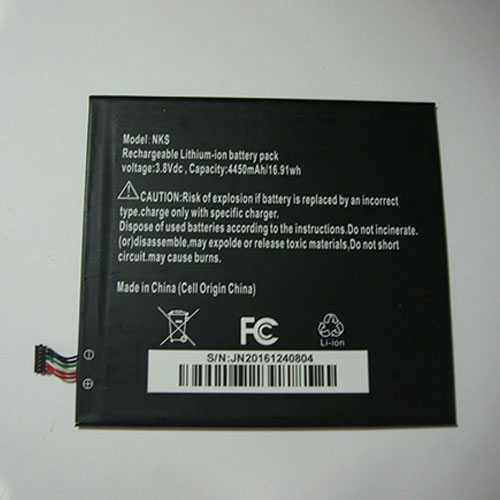 Model: NKS
Rechargeable Lithium-ion battery pack
voltage:3.8Vdc, Capacity:4450mAh/16.91wh
CAUTION:Risk of explosion if battery is replaced by an incorrect
type.charge only with specific charger.
Dispose of used batteries according to the instructions.Do not burn
(or)disassemble,may expolde or release toxic materials,Do not short
circuit.may cause burns.
Made in China (Cell Origin China)
FC
Li-ion
S/N:JN20161240804